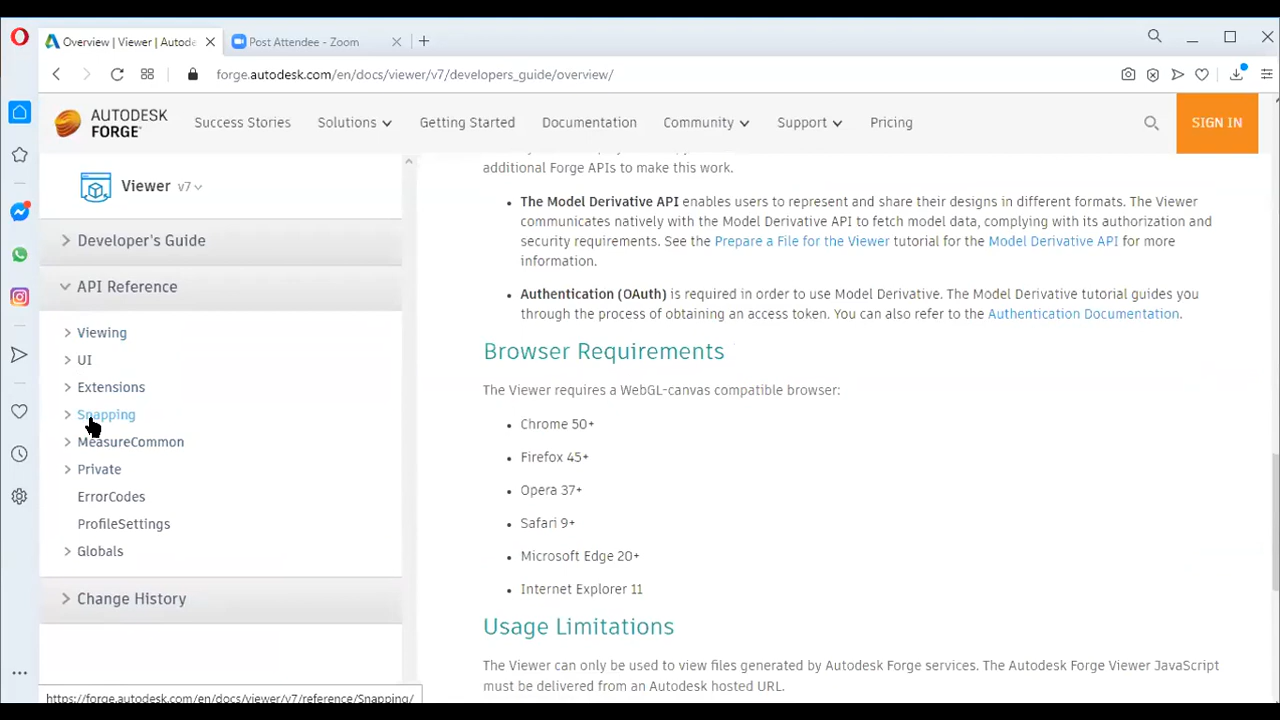 Overview | Viewer | Autode
Post Attendee - Zoom
forge.autodesk.com/en/docs/viewer/v7/developers_guide/overview/
AUTODESK
FORGE
Success Stories
Solutions
Getting Started
Documentation
Community
Support
Pricing
SIGN IN
Viewer v7
Developer's Guide
API Reference
Viewing
UI
Extensions
Snapping
MeasureCommon
Private
ErrorCodes
ProfileSettings
Globals
Change History
additional Forge APIs to make this work.
The Model Derivative API enables users to represent and share their designs in different formats. The Viewer
communicates natively with the Model Derivative API to fetch model data, complying with its authorization and
security requirements. See the Prepare a File for the Viewer tutorial for the Model Derivative API for more
information.
Authentication (OAuth) is required in order to use Model Derivative. The Model Derivative tutorial guides you
through the process of obtaining an access token. You can also refer to the Authentication Documentation.
Browser Requirements
The Viewer requires a WebGL-canvas compatible browser:
Chrome 50+
Firefox 45+
Opera 37+
Safari 9+
Microsoft Edge 20+
Internet Explorer 11
Usage Limitations
The Viewer can only be used to view files generated by Autodesk Forge services. The Autodesk Forge Viewer JavaScript
must be delivered from an Autodesk hosted URL.
https://forge.autodesk.com/en/docs/viewer/v7/reference/Snapping/